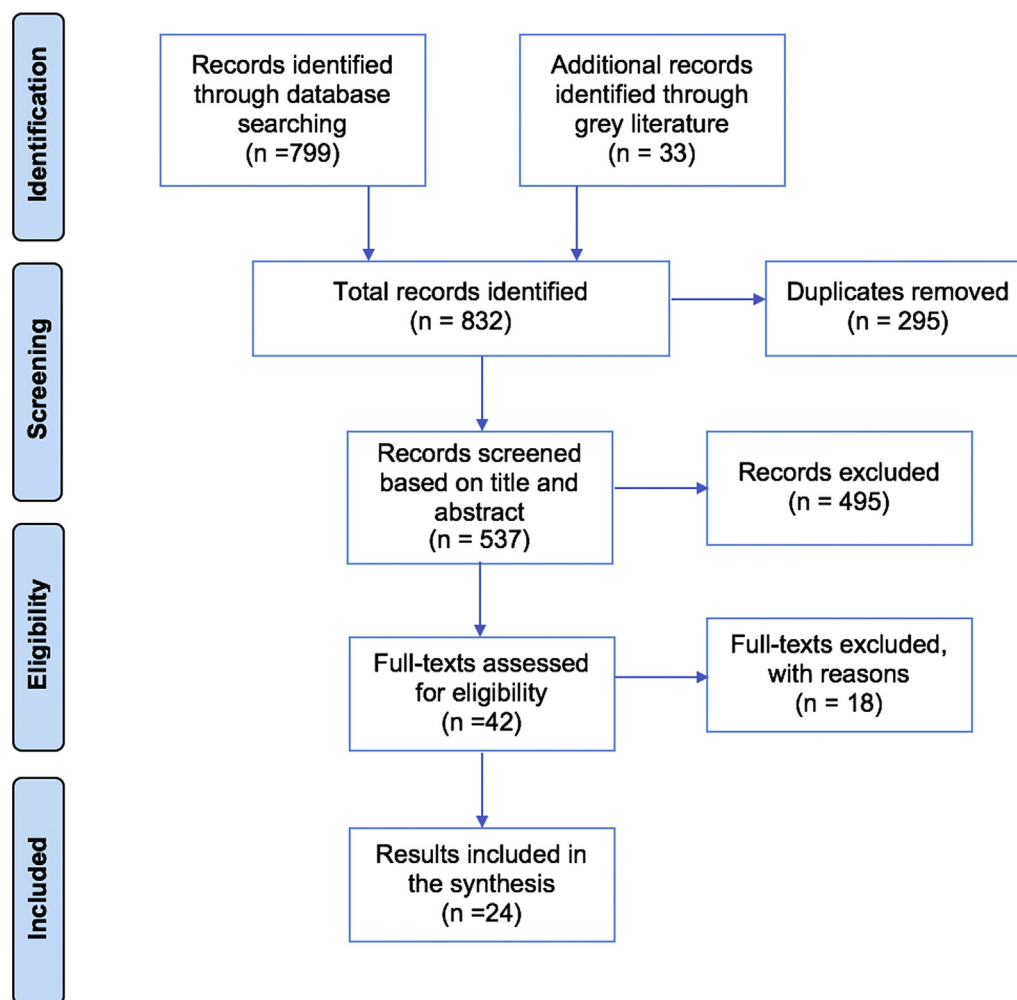 Identification
Records identified
through database
searching
(n =799)
Additional records
identified through
grey literature
(n = 33)
Screening
Total records identified
(n = 832)
Duplicates removed
(n = 295)
Records screened
based on title and
abstract
(n = 537)
Records excluded
(n = 495)
Eligibility
Full-texts assessed
for eligibility
(n =42)
Full-texts excluded,
with reasons
(n = 18)
Included
Results included in
the synthesis
(n =24)